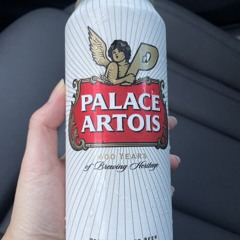 P
PALACE
ARTOIS
600 YEARS
of Brewing Heritage